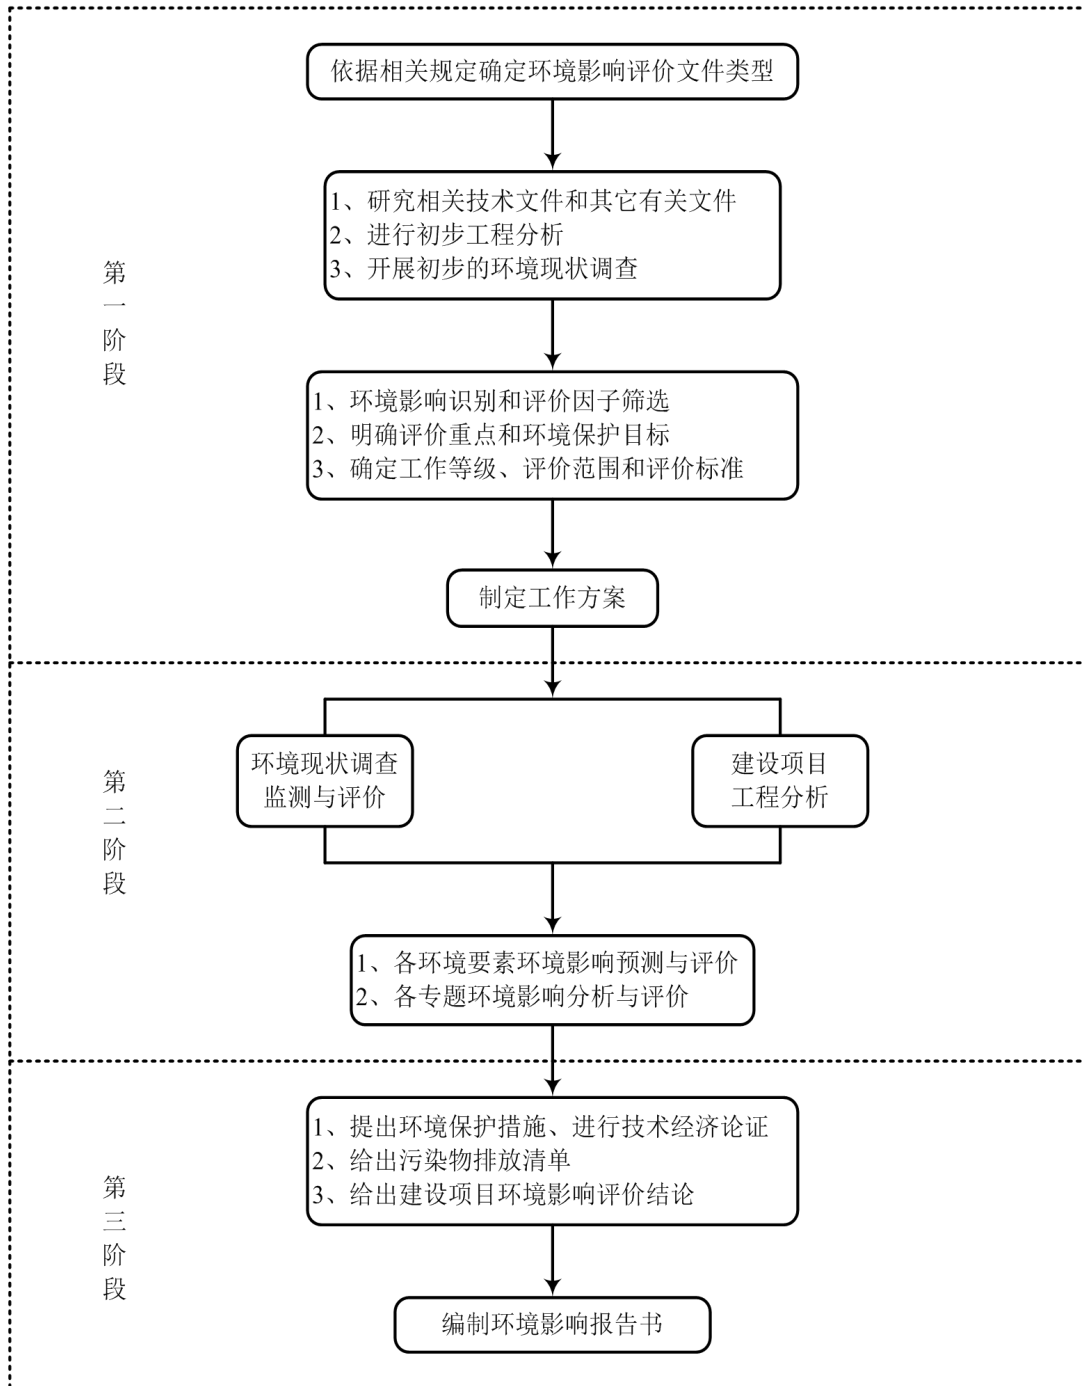 依据相关规定确定环境影响评价文件类型
1、研究相关技术文件和其它有关文件
2、进行初步工程分析
3、开展初步的环境现状调查
第一阶段
1、环境影响识别和评价因子筛选
2、明确评价重点和环境保护目标
3、确定工作等级、评价范围和评价标准
制定工作方案
第二阶段
环境现状调查
监测与评价
建设项目
工程分析
1、各环境要素环境影响预测与评价
2、各专题环境影响分析与评价
第三阶段
1、提出环境保护措施、进行技术经济论证
2、给出污染物排放清单
3、给出建设项目环境影响评价结论
编制环境影响报告书